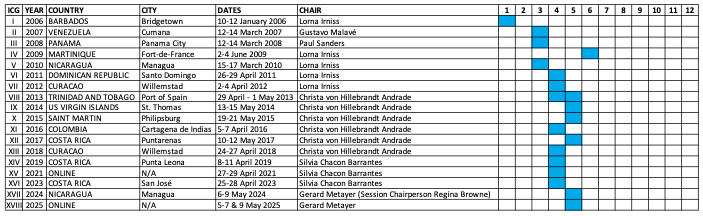 ICG YEAR COUNTRY CITY DATES CHAIR 1 2 3 4 5 6 7 8 9 10 11 12
I 2006 BARBADOS Bridgetown 10-12 January 2006 Lorna Irniss
II 2007 VENEZUELA Cumana 12-14 March 2007 Gustavo Malavé
III 2008 PANAMA Panama City 12-14 March 2008 Paul Sanders
IV 2009 MARTINIQUE Fort-de-France 2-4 June 2009 Lorna Irniss
V 2010 NICARAGUA Managua 15-17 March 2010 Lorna Irniss
VI 2011 DOMINICAN REPUBLIC Santo Domingo 26-29 April 2011 Lorna Irniss
VII 2012 CURACAO Willemstad 2-4 April 2012 Lorna Irniss
VIII 2013 TRINIDAD AND TOBAGO Port of Spain 29 April - 1 May 2013 Christa von Hillebrandt Andrade
IX 2014 US VIRGIN ISLANDS St. Thomas 13-15 May 2014 Christa von Hillebrandt Andrade
X 2015 SAINT MARTIN Philipsburg 19-21 May 2015 Christa von Hillebrandt Andrade
XI 2016 COLOMBIA Cartagena de Indias 5-7 April 2016 Christa von Hillebrandt Andrade
XII 2017 COSTA RICA Puntarenas 10-12 May 2017 Christa von Hillebrandt Andrade
XIII 2018 CURACAO Willemstad 24-27 April 2018 Christa von Hillebrandt Andrade
XIV 2019 COSTA RICA Punta Leona 8-11 April 2019 Silvia Chacon Barrantes
XV 2021 ONLINE N/A 27-29 April 2021 Silvia Chacon Barrantes
XVI 2023 COSTA RICA San José 25-28 April 2023 Silvia Chacon Barrantes
XVII 2024 NICARAGUA Managua 6-9 May 2024 Gerard Metayer (Session Chairperson Regina Browne)
XVIII 2025 ONLINE N/A 5-7 & 9 May 2025 Gerard Metayer